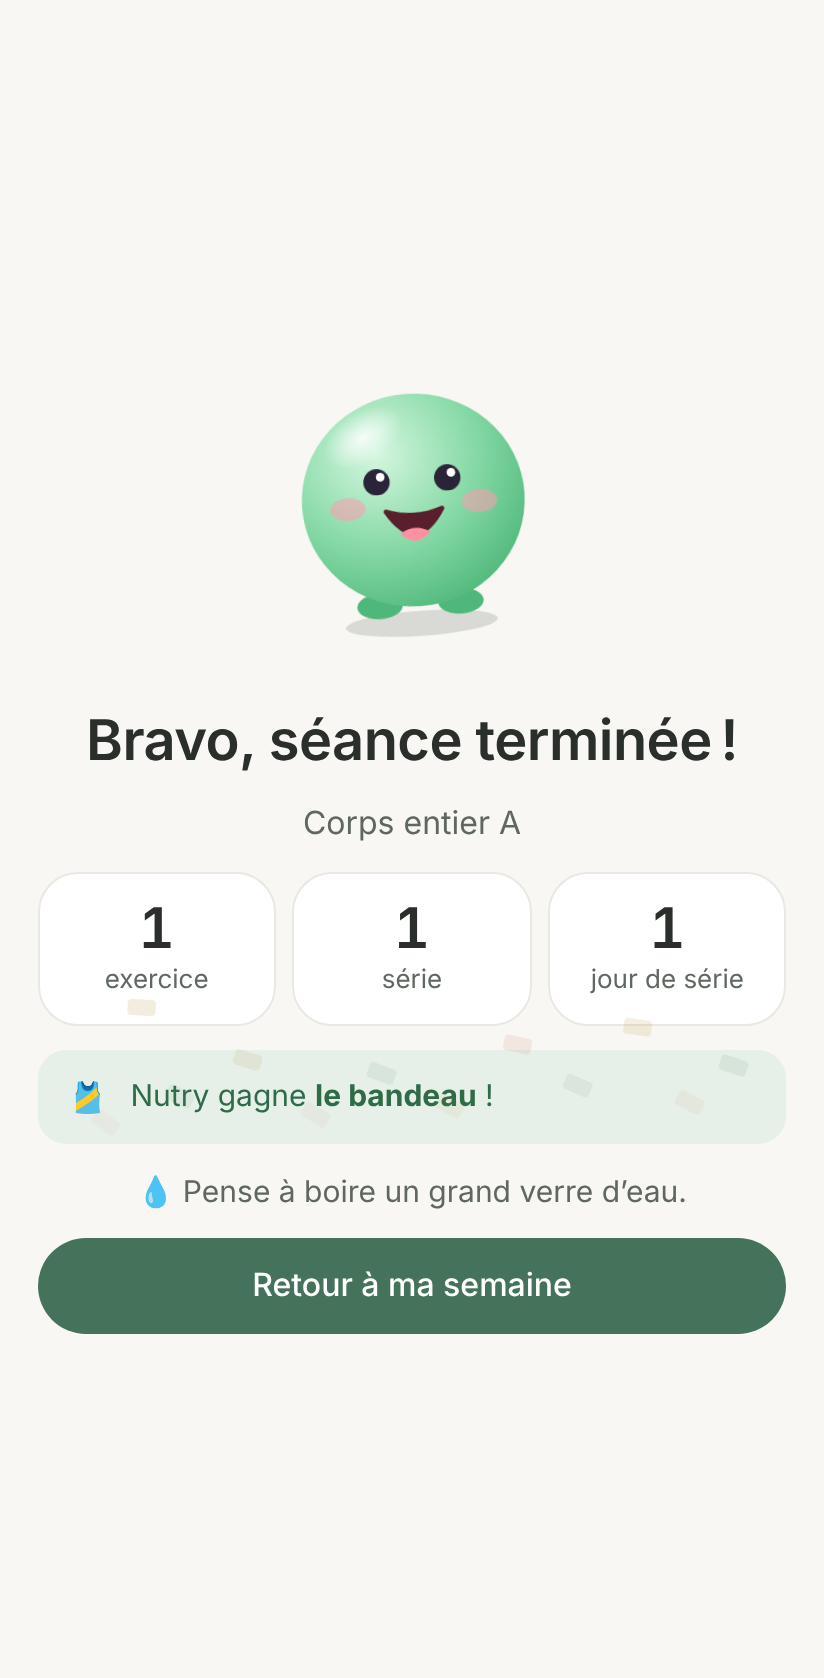 Bravo, séance terminée !
Corps entier A
1
exercice
1
série
1
jour de série
Nutry gagne le bandeau !
Pense à boire un grand verre d’eau.
Retour à ma semaine